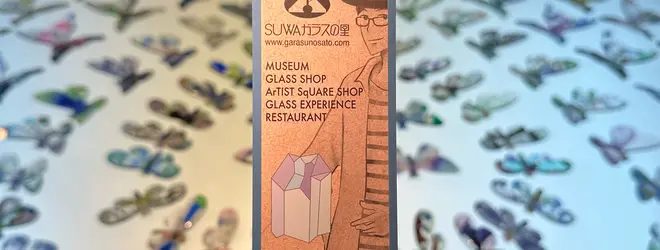 SUWAガラスの里
www.garasunosato.com
MUSEUM
GLASS SHOP
ArTIST SqUARE SHOP
GLASS EXPERIENCE
RESTAURANT